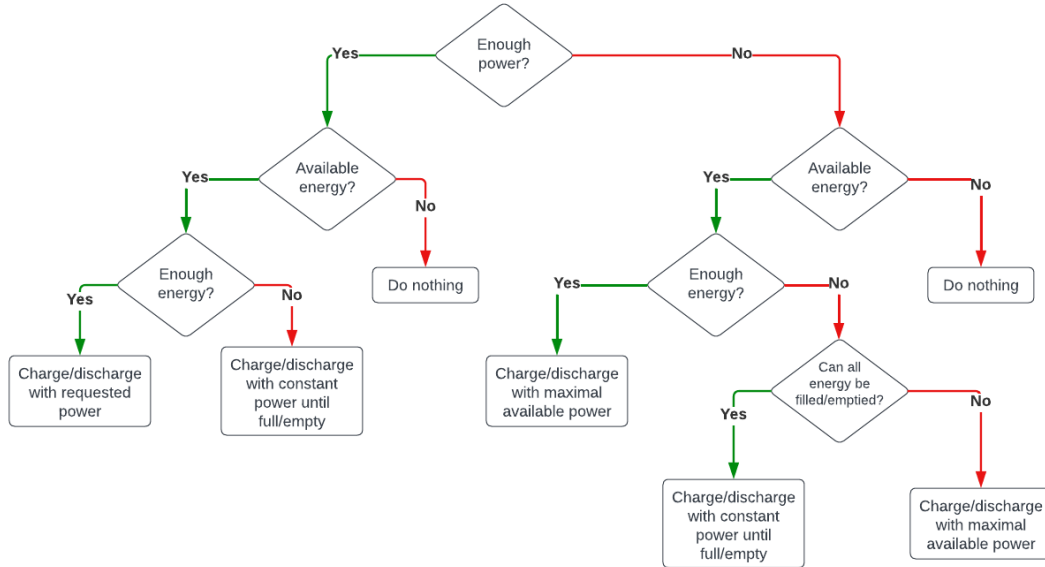 Enough
power?
Yes
No
Available
energy?
Yes
No
Available
energy?
Yes
No
Enough
energy?
Yes
No
Do nothing
Enough
energy?
Yes
No
Do nothing
Charge/discharge
with requested
power
Charge/discharge
with constant
power until
full/empty
Charge/discharge
with maximal
available power
Can all
energy be
filled/emptied?
Yes
No
Charge/discharge
with constant
power until
full/empty
Charge/discharge
with maximal
available power